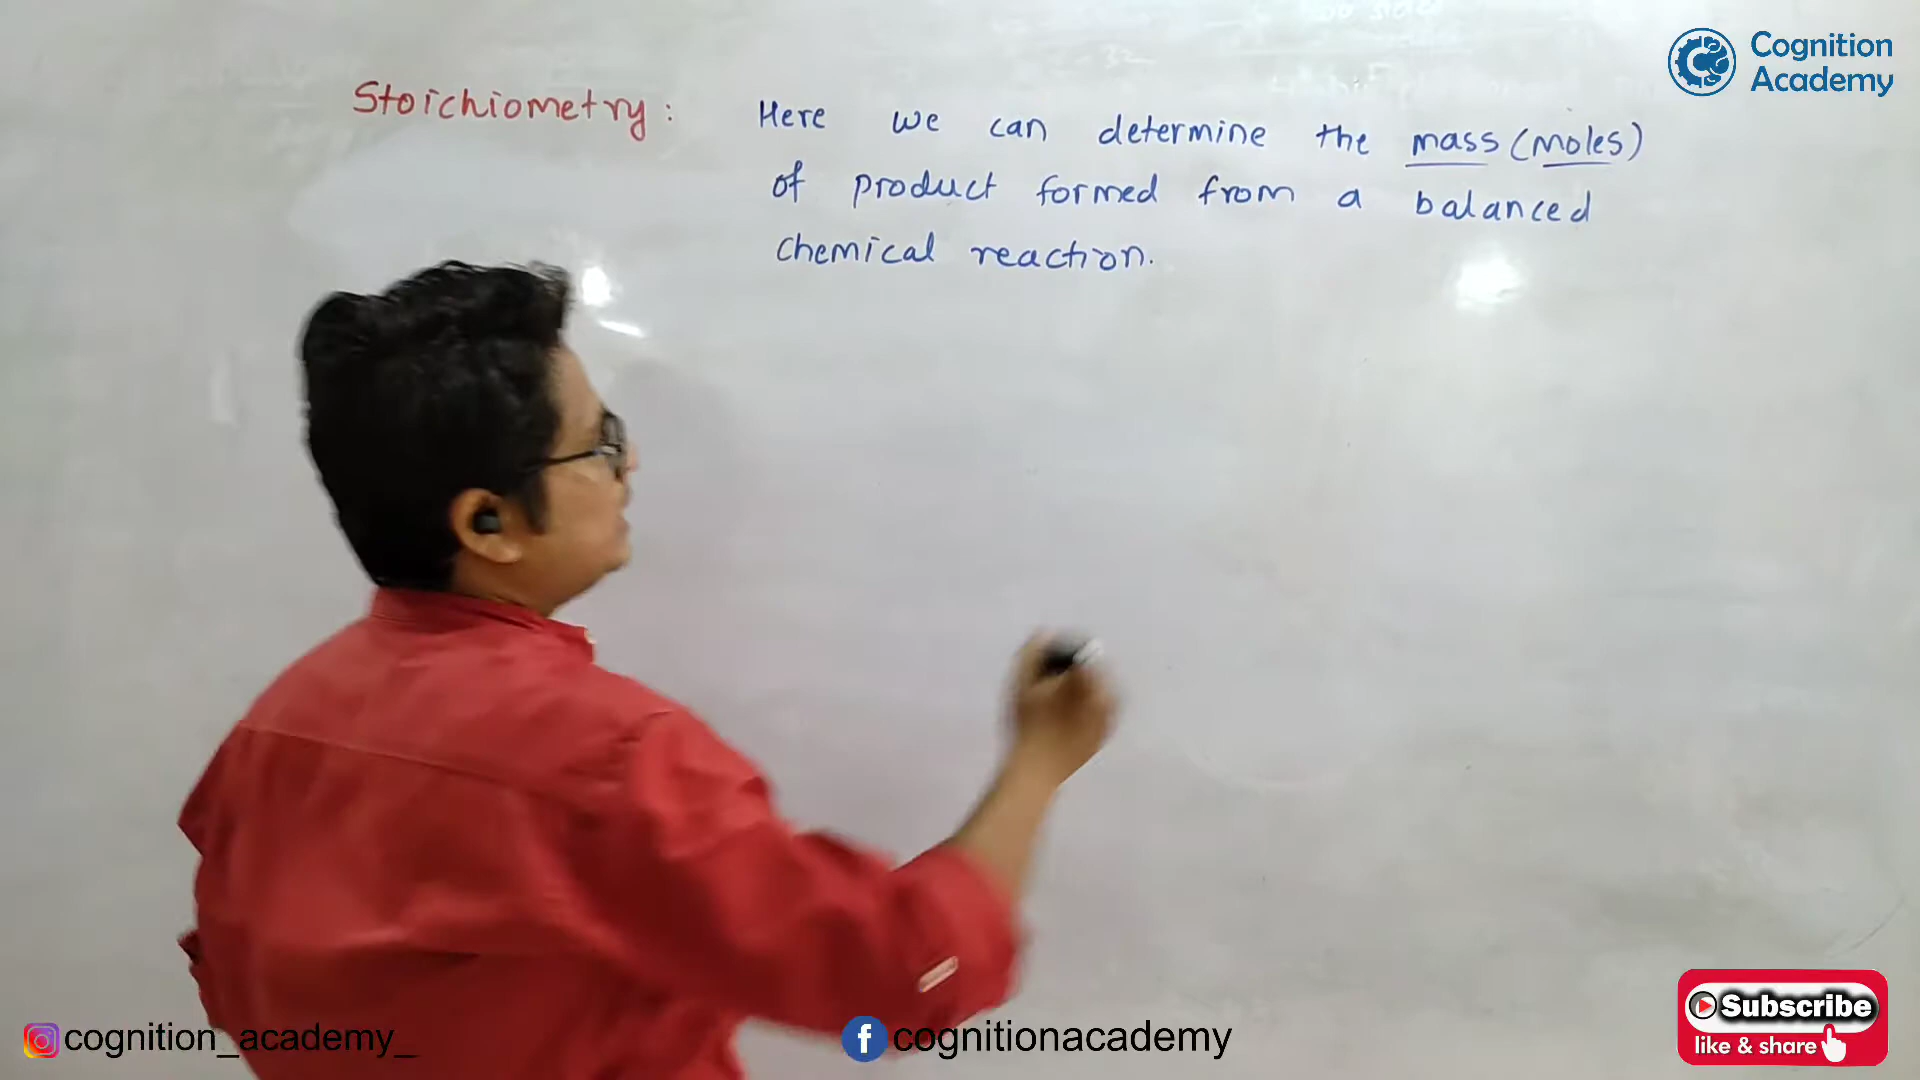 Cognition
Academy
Stoichiometry: Here we can determine the mass (moles)
of product formed from a balanced
chemical reaction.
Subscribe
like & share
cognition_academy_
cognitionacademy